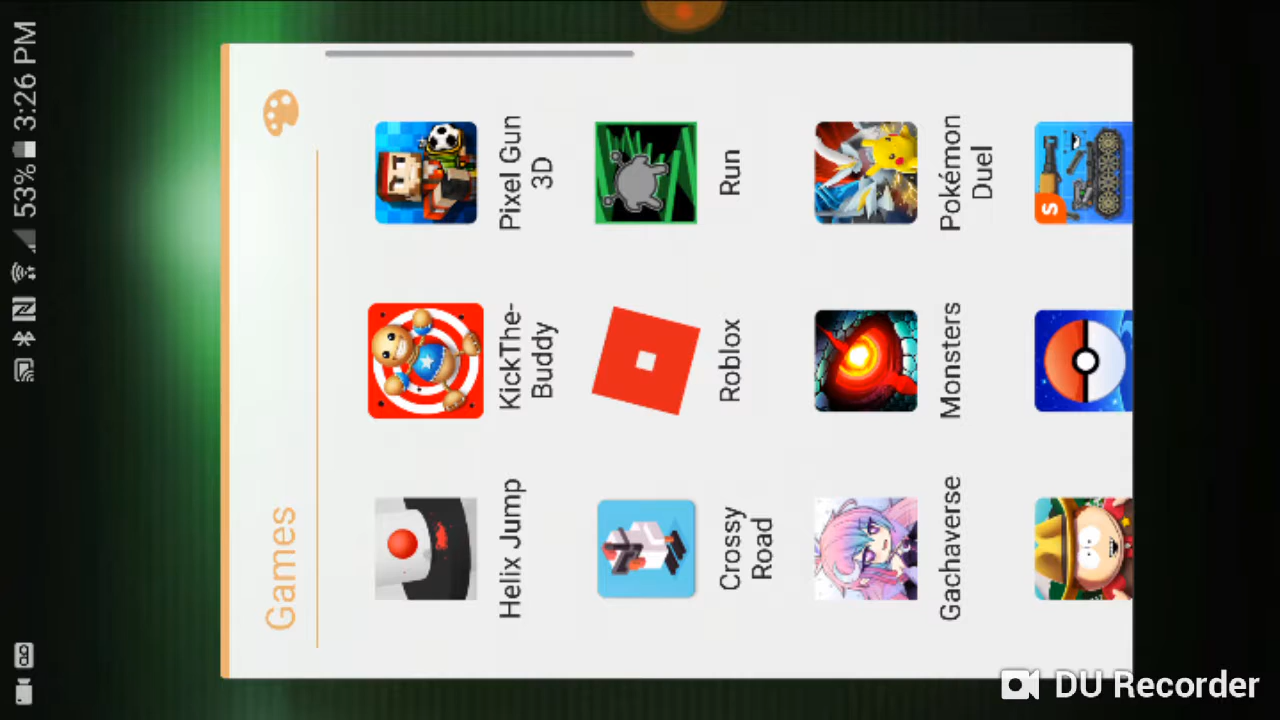 53% 3:26 PM
Games
Helix Jump
KickThe-
Buddy
Pixel Gun
3D
Crossy
Road
Roblox
Run
Gachaverse
Monsters
Pokémon
Duel
S
DU Recorder